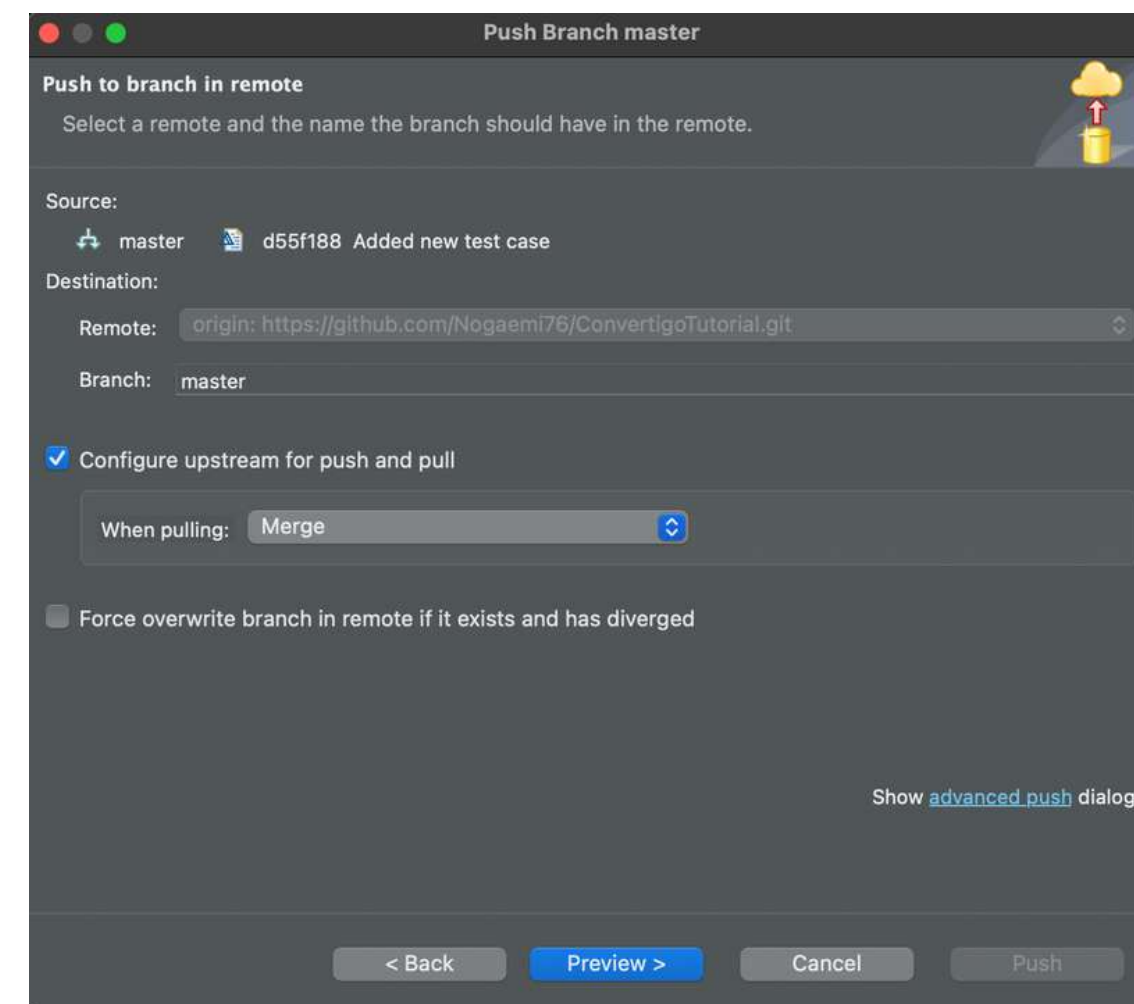 Push Branch master
Push to branch in remote
Select a remote and the name the branch should have in the remote.
Source:
master d55f188 Added new test case
Destination:
Remote: origin: https://github.com/Nogaemi76/ConvertigoTutorial.git
Branch: master
Configure upstream for push and pull
When pulling: Merge
Force overwrite branch in remote if it exists and has diverged
Show advanced push dialog
< Back Preview > Cancel Push